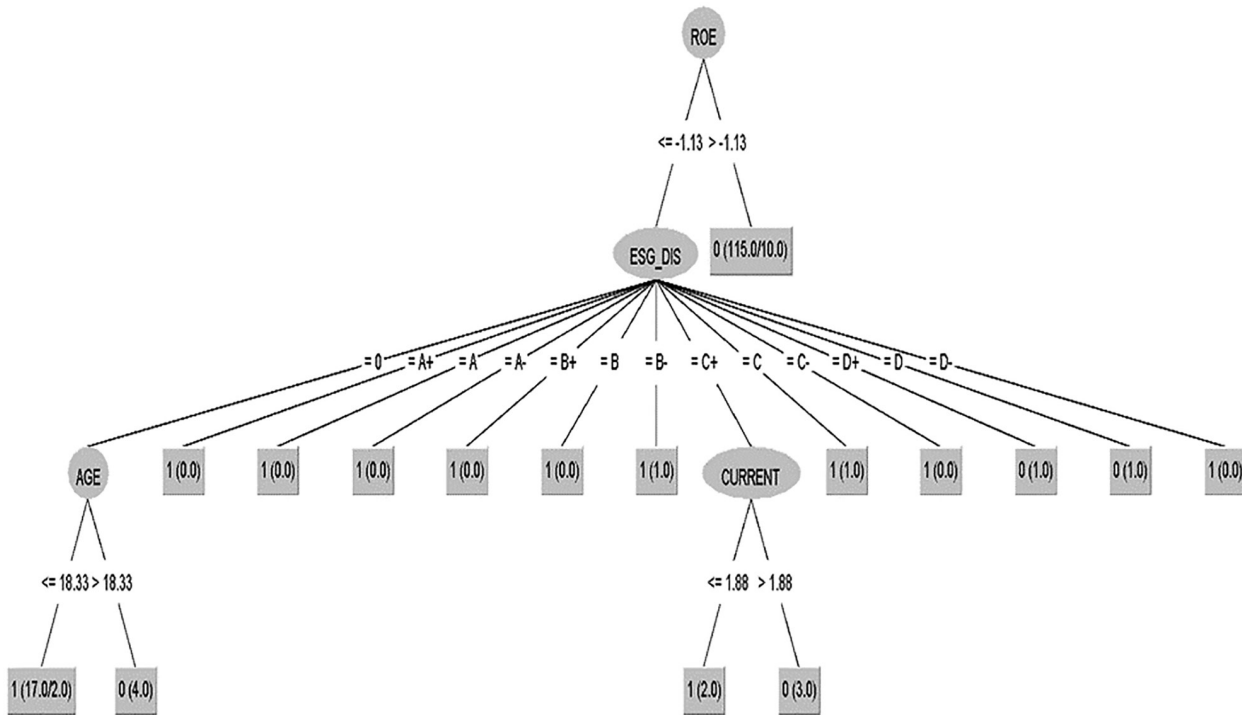 ROE
<= -1.13 > -1.13
ESG_DIS 0 (115.0/10.0)
= 0 = A+ = A = A- = B+ = B = B- = C+ = C = C- = D+ = D = D-
AGE 1 (0.0) 1 (0.0) 1 (0.0) 1 (0.0) 1 (0.0) 1 (1.0) CURRENT 1 (1.0) 1 (0.0) 0 (1.0) 0 (1.0) 1 (0.0)
<= 18.33 > 18.33 <= 1.88 > 1.88
1 (17.0/2.0) 0 (4.0) 1 (2.0) 0 (3.0)